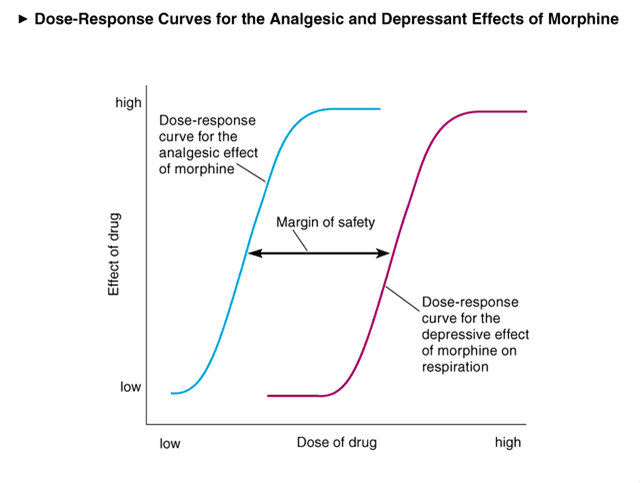 ► Dose-Response Curves for the Analgesic and Depressant Effects of Morphine
high
Dose-response
curve for the
analgesic effect
of morphine
Margin of safety
Effect of drug
Dose-response
curve for the
depressive effect
of morphine on
respiration
low
low
Dose of drug
high